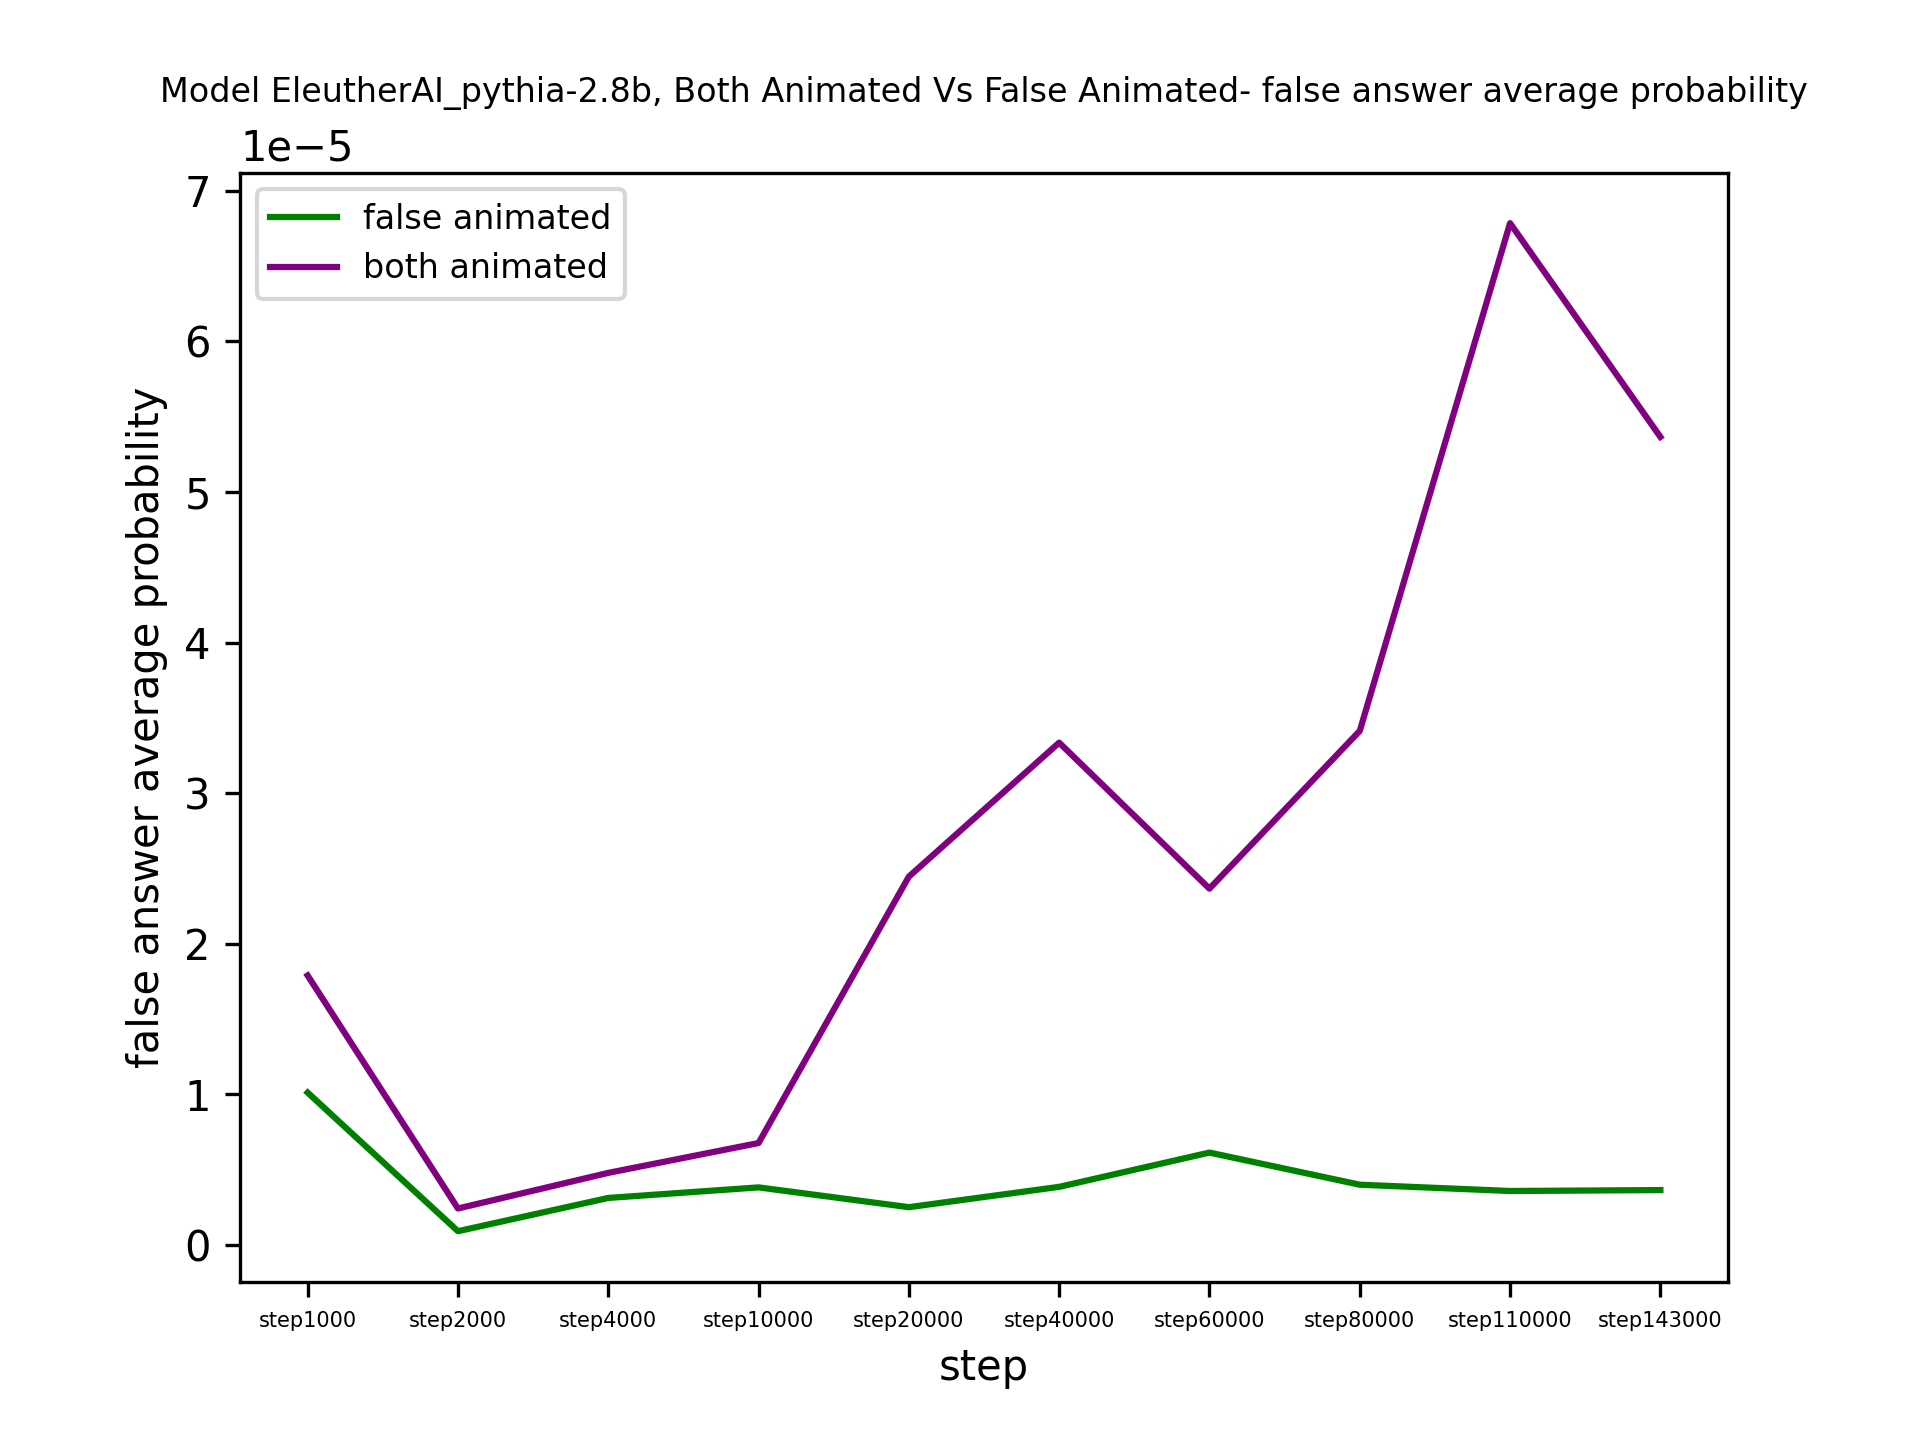 Model EleutherAI_pythia-2.8b, Both Animated Vs False Animated- false answer average probability
1e−5
7
6
5
4
3
2
1
0
false answer average probability
false animated
both animated
step1000 step2000 step4000 step10000 step20000 step40000 step60000 step80000 step110000 step143000
step